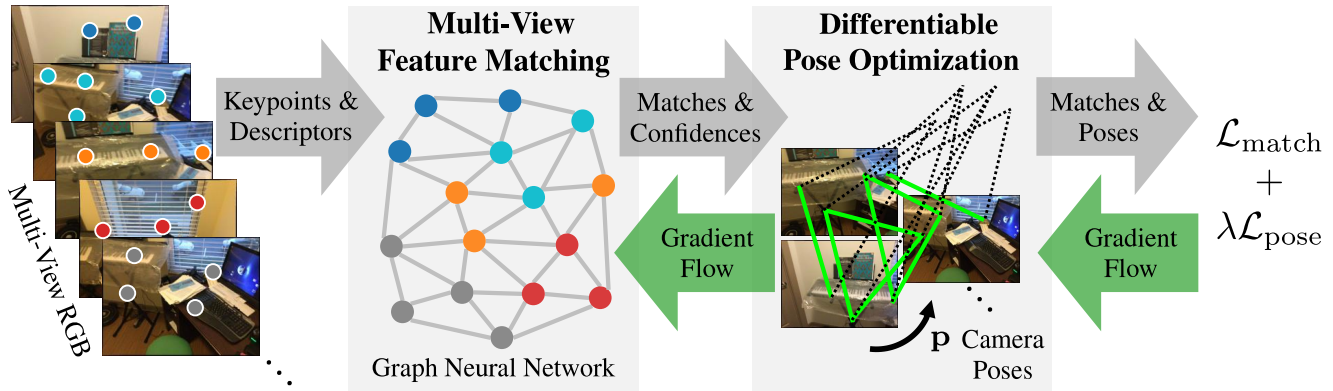 Multi-View RGB
Keypoints &
Descriptors
Multi-View
Feature Matching
Graph Neural Network
Matches &
Confidences
Gradient
Flow
Differentiable
Pose Optimization
p Camera
Poses
Matches &
Poses
Gradient
Flow
ℒmatch
+
λℒpose